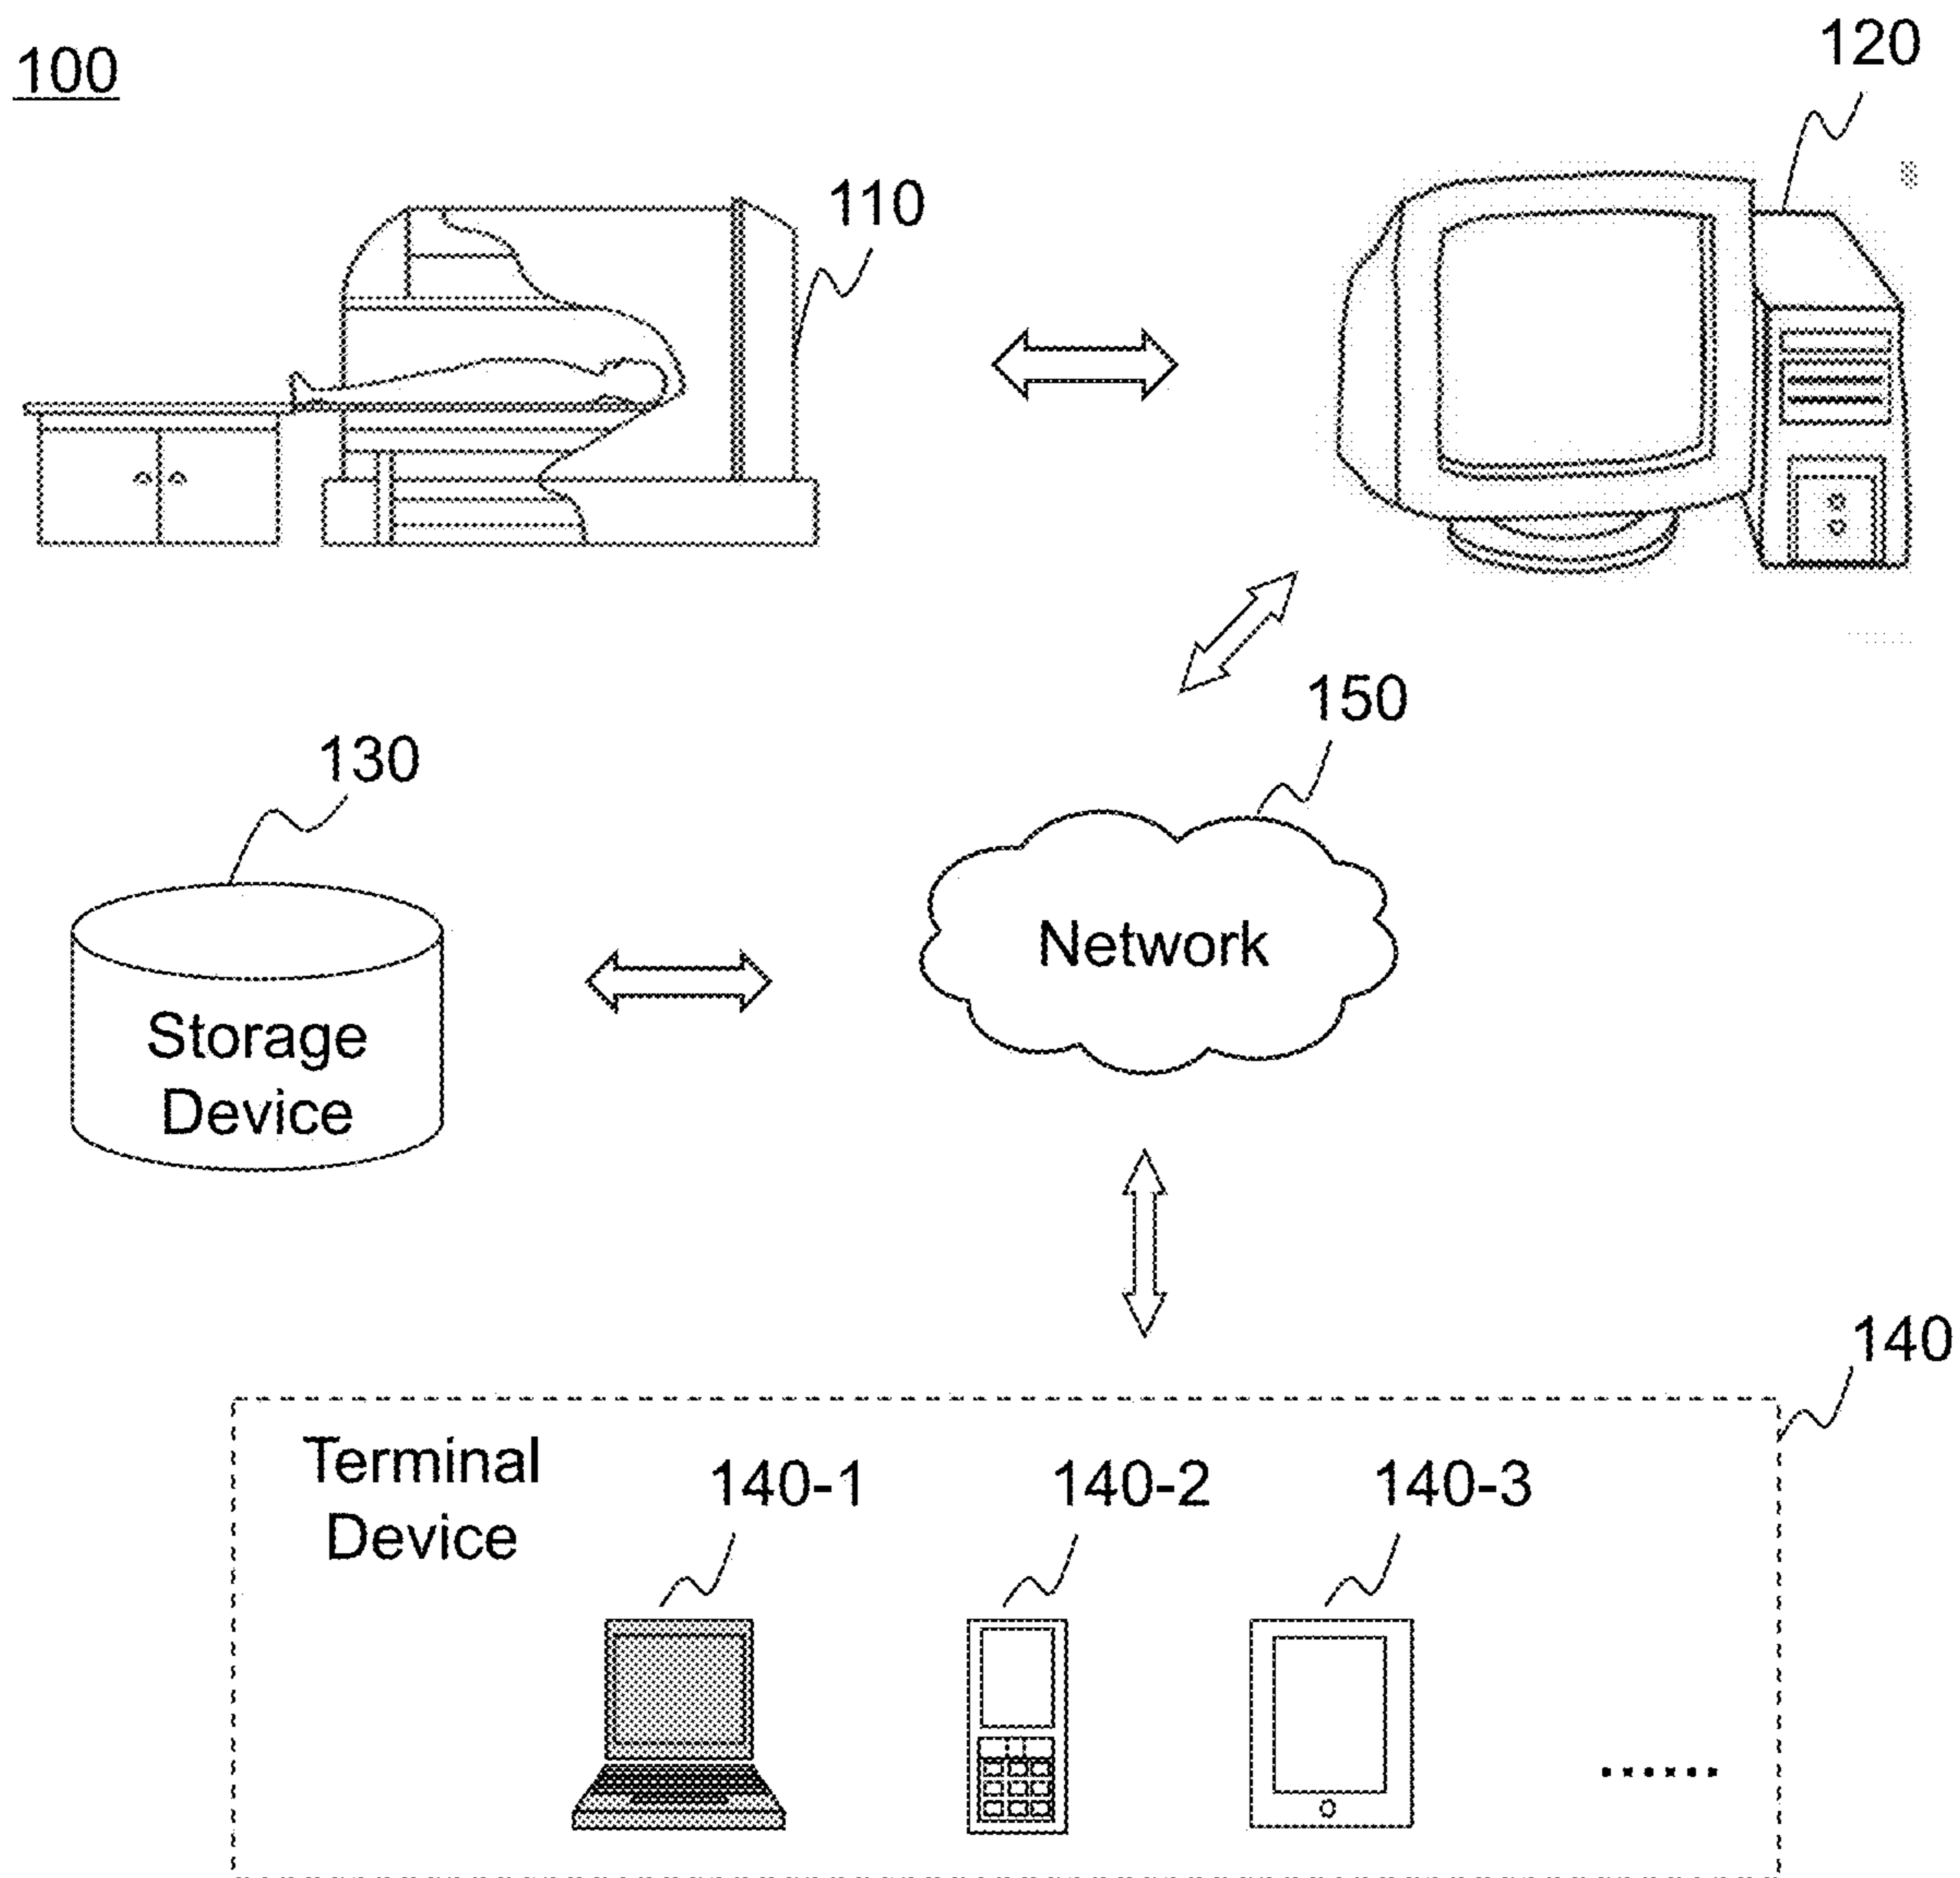 100
120
110
150
130
Network
Storage
Device
140
Terminal
Device
140-1
140-2
140-3
......